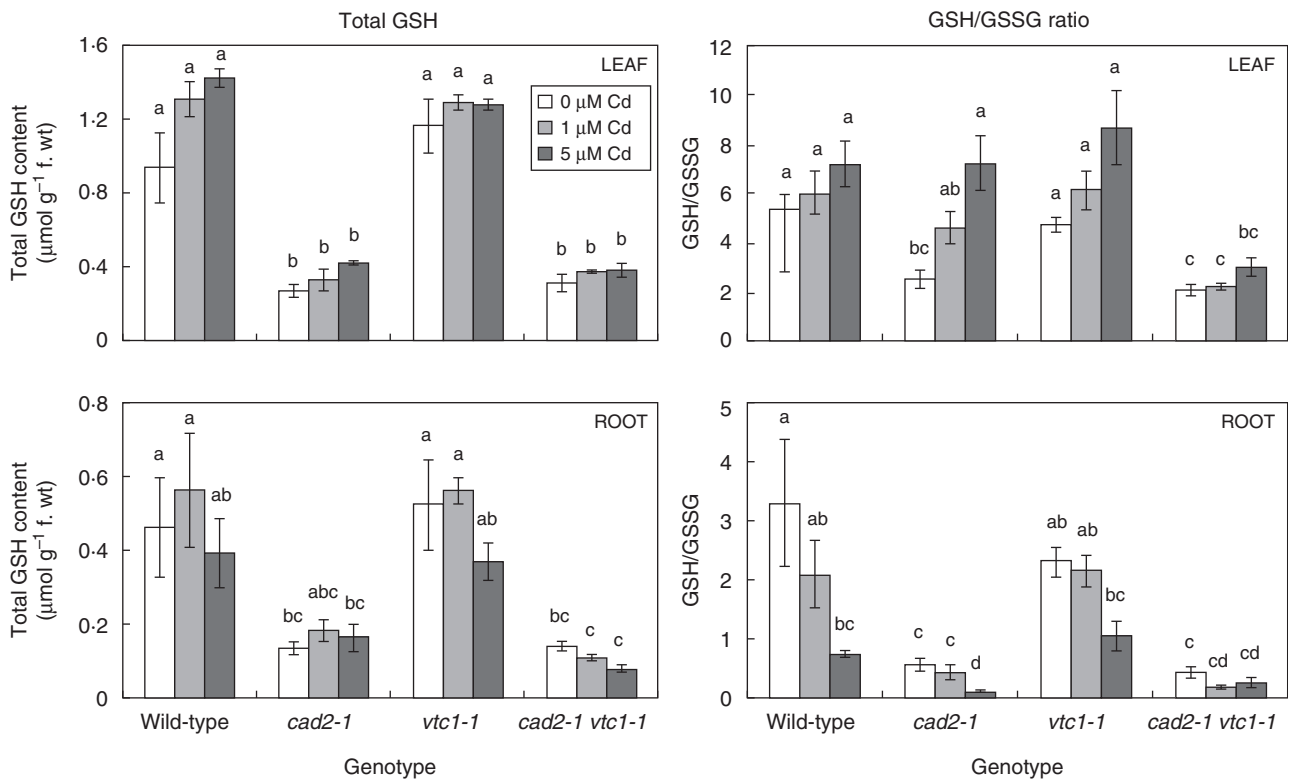 Total GSH
GSH/GSSG ratio
Total GSH content
(µmol g⁻¹ f. wt)
1·6
1·2
0·8
0·4
0
LEAF
0 µM Cd
1 µM Cd
5 µM Cd
a a a
b b b
a a a
b b b
GSH/GSSG
12
10
8
6
4
2
0
LEAF
a a a
bc ab a
a a a
c c bc
Total GSH content
(µmol g⁻¹ f. wt)
0·8
0·6
0·4
0·2
0
ROOT
a a ab
bc abc bc
a a ab
bc c c
Wild-type cad2-1 vtc1-1 cad2-1 vtc1-1
Genotype
GSH/GSSG
5
4
3
2
1
0
ROOT
a ab bc
c c d
ab ab bc
c cd cd
Wild-type cad2-1 vtc1-1 cad2-1 vtc1-1
Genotype